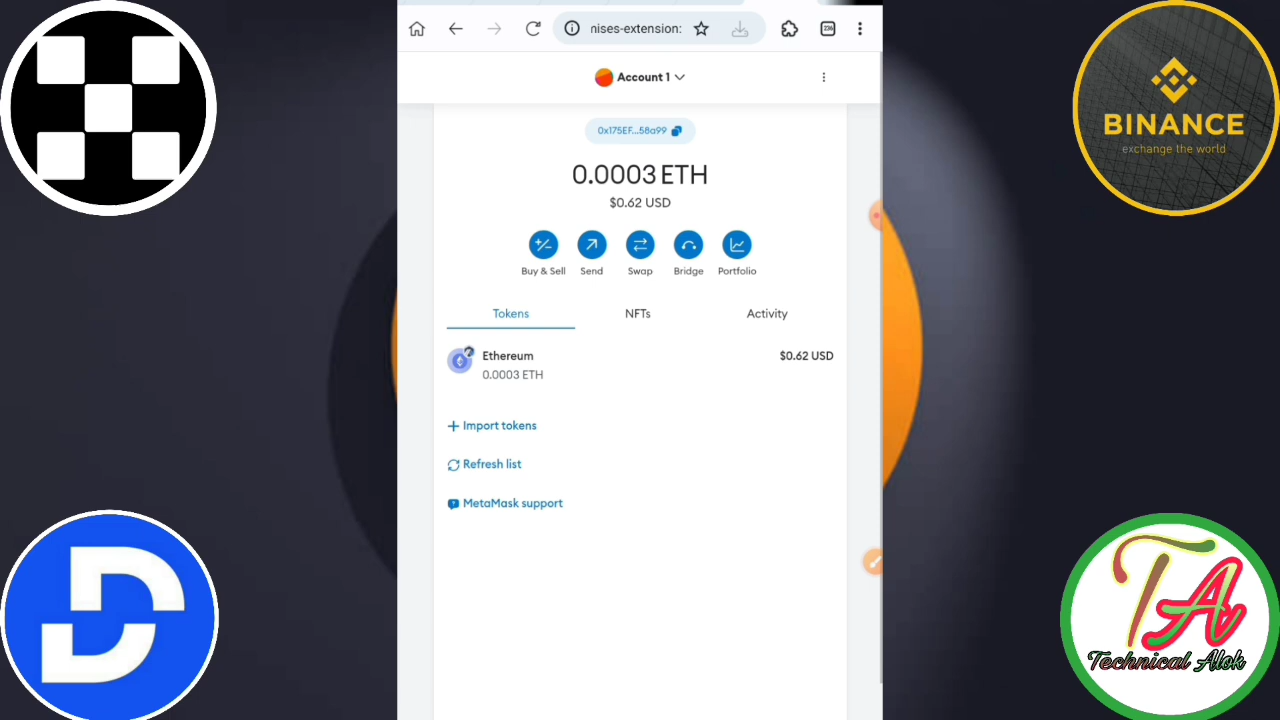 nises-extension:
236
Account 1
0x175EF...58a99
0.0003 ETH
$0.62 USD
Buy & Sell
Send
Swap
Bridge
Portfolio
Tokens
NFTs
Activity
Ethereum
$0.62 USD
0.0003 ETH
Import tokens
Refresh list
MetaMask support
BINANCE
exchange the world
TA
Technical Alok